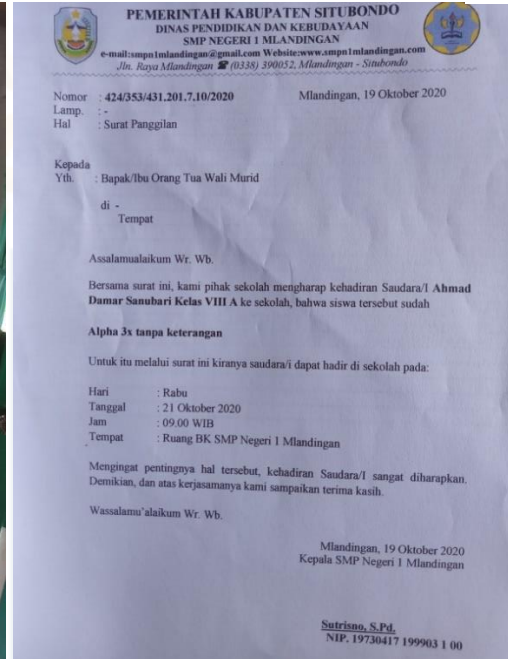 PEMERINTAH KABUPATEN SITUBONDO
DINAS PENDIDIKAN DAN KEBUDAYAAN
SMP NEGERI 1 MLANDINGAN
e-mail:smpn1mlandingan@gmail.com Website:www.smpn1mlandingan.com
Jln. Raya Mlandingan ☎ (0338) 390052, Mlandingan - Situbondo
Nomor : 424/353/431.201.7.10/2020 Mlandingan, 19 Oktober 2020
Lamp. : -
Hal : Surat Panggilan
Kepada
Yth. : Bapak/Ibu Orang Tua Wali Murid
di -
Tempat
Assalamualaikum Wr. Wb.
Bersama surat ini, kami pihak sekolah mengharap kehadiran Saudara/I Ahmad
Damar Sanubari Kelas VIII A ke sekolah, bahwa siswa tersebut sudah
Alpha 3x tanpa keterangan
Untuk itu melalui surat ini kiranya saudara/i dapat hadir di sekolah pada:
Hari : Rabu
Tanggal : 21 Oktober 2020
Jam : 09.00 WIB
Tempat : Ruang BK SMP Negeri 1 Mlandingan
Mengingat pentingnya hal tersebut, kehadiran Saudara/I sangat diharapkan.
Demikian, dan atas kerjasamanya kami sampaikan terima kasih.
Wassalamu'alaikum Wr. Wb.
Mlandingan, 19 Oktober 2020
Kepala SMP Negeri 1 Mlandingan
Sutrisno, S.Pd.
NIP. 19730417 199903 1 00